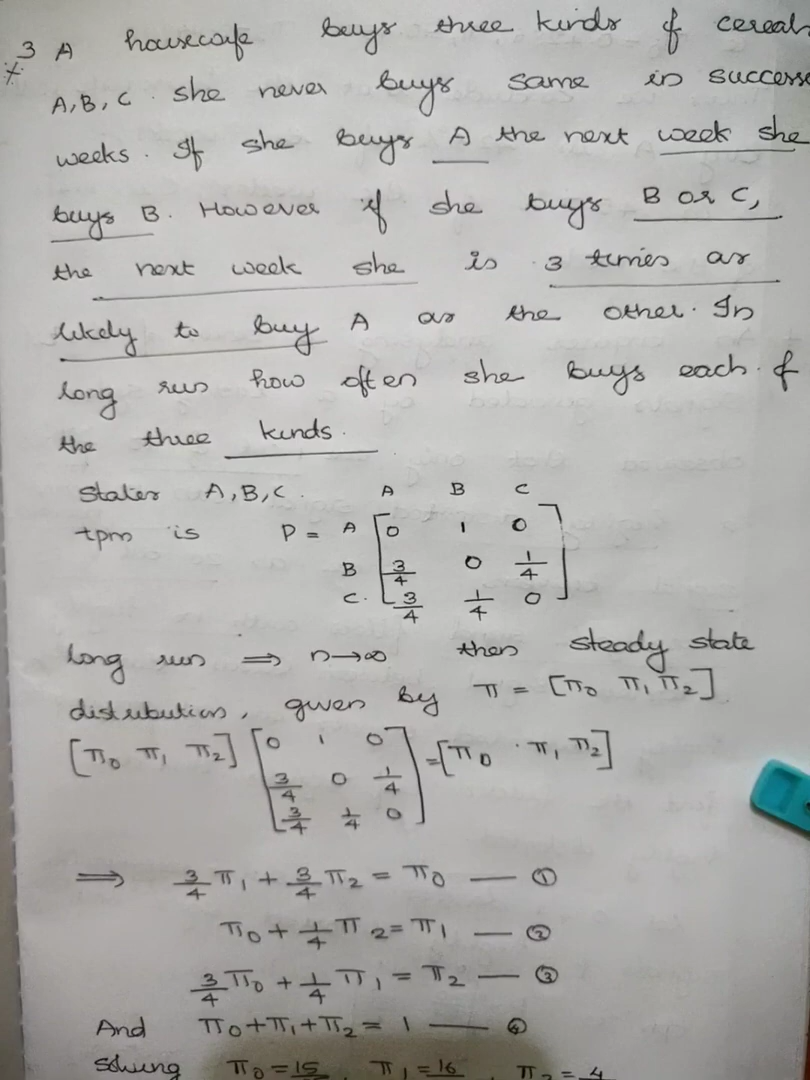 3 A housewife buys three kinds of cereals
A, B, C. She never buys same in success
weeks. If she buys A the next week she
buys B. However if she buys B or C,
the next week she is 3 times as
likely to buy A as the other. In
long run how often she buys each of
the three kinds.
States A, B, C. A B C
tpm is P = A [0 1 0
B 3/4 0 1/4
C. 3/4 1/4 0]
long run ⟹ n→∞ then steady state
distribution, given by π = [π0 π1 π2]
[π0 π1 π2] [0 1 0 = [π0 π1 π2]
3/4 0 1/4
3/4 1/4 0]
⟹ 3/4 π1 + 3/4 π2 = π0 — ①
π0 + 1/4 π2 = π1 — ②
3/4 π0 + 1/4 π1 = π2 — ③
And π0 + π1 + π2 = 1 — ④
Solving π0 = 15 , π1 = 16 , π2 = 4